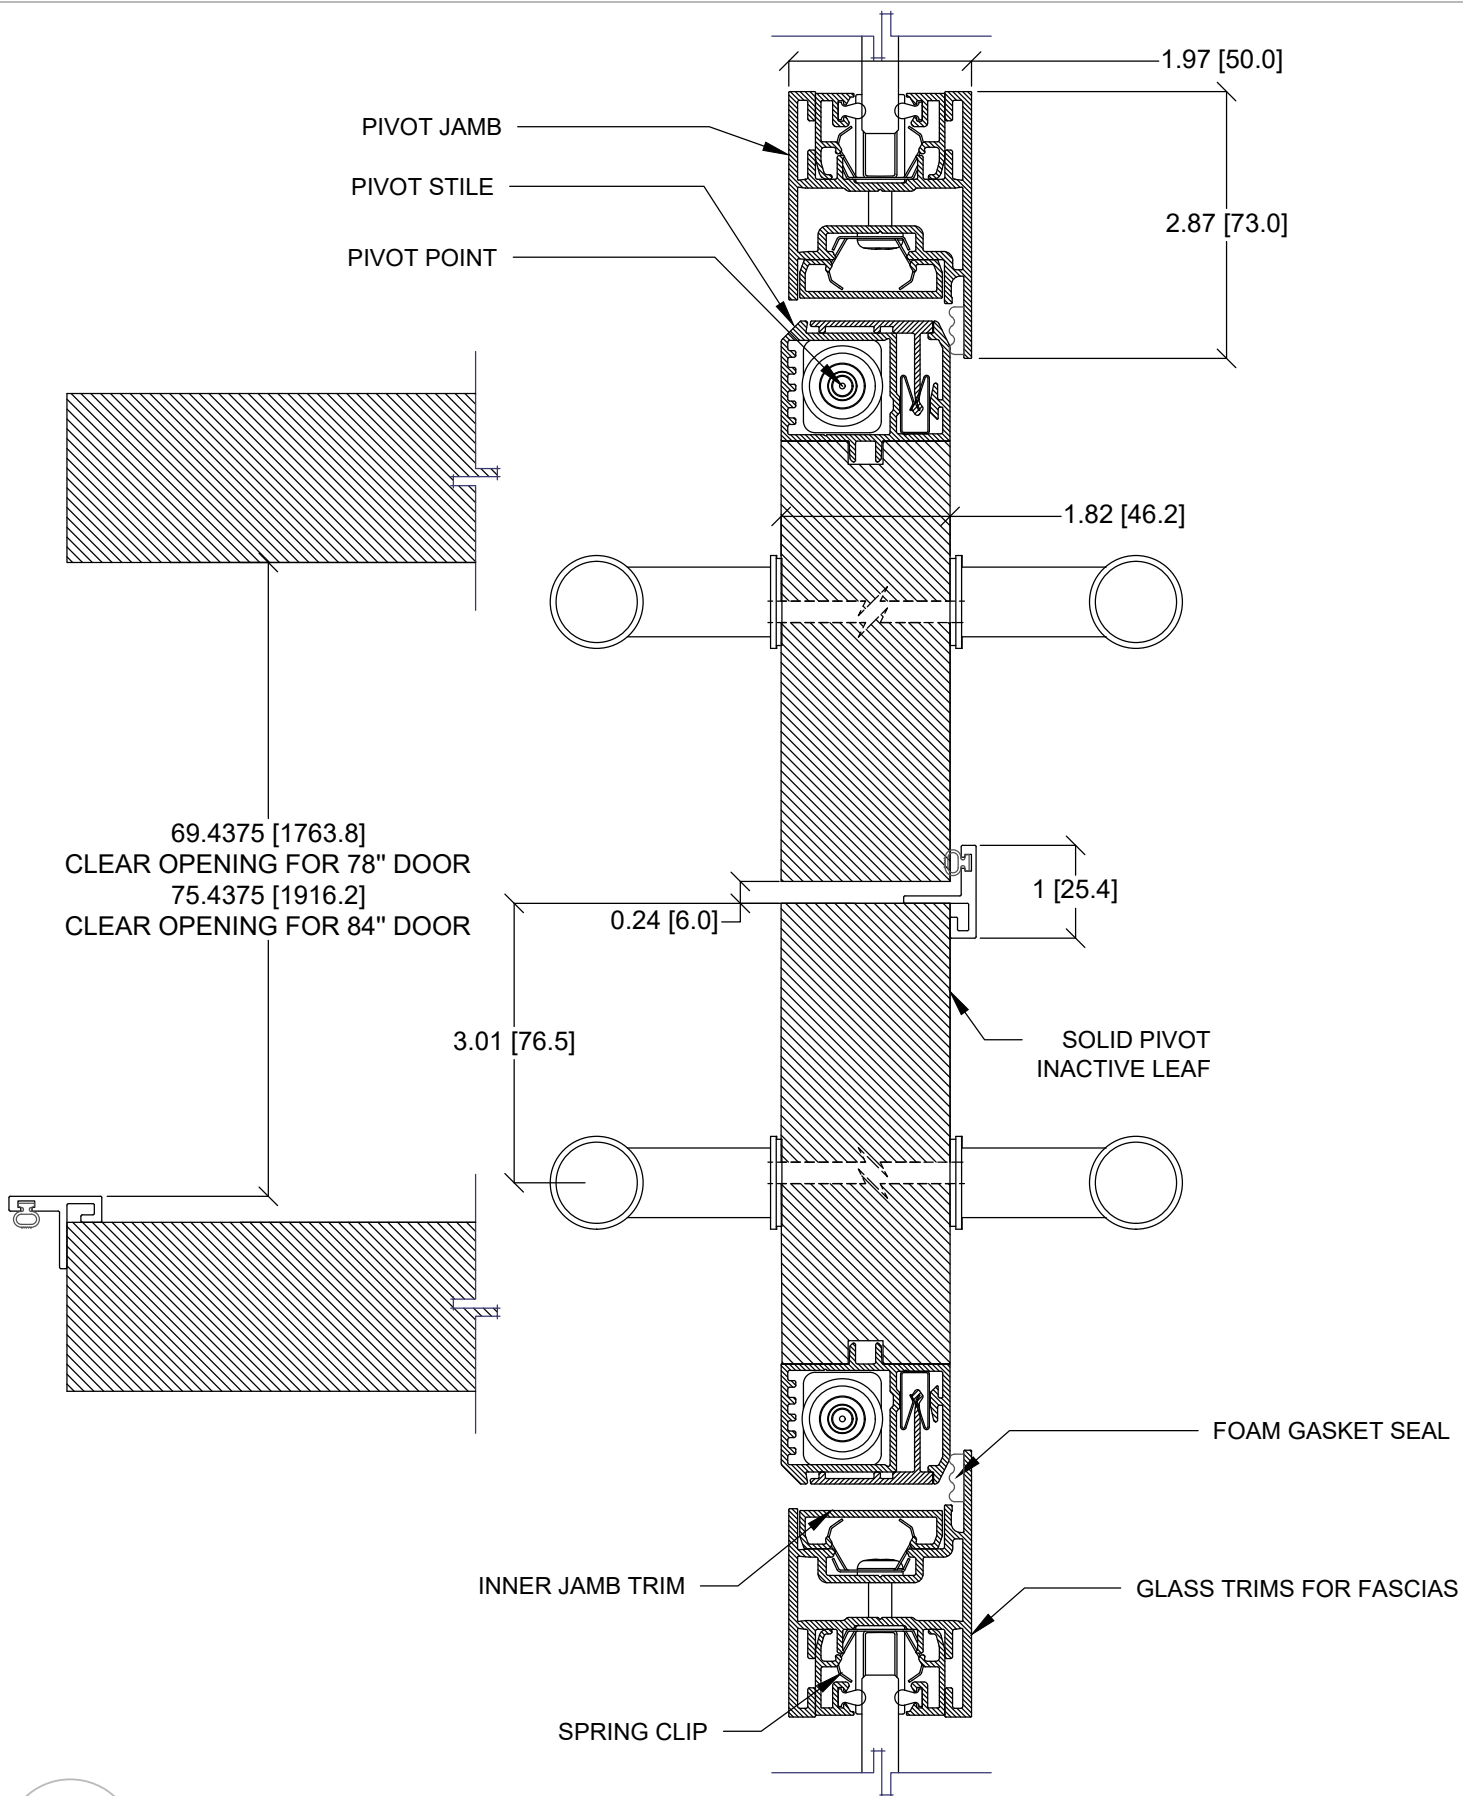 1.97 [50.0]
PIVOT JAMB
PIVOT STILE
2.87 [73.0]
PIVOT POINT
1.82 [46.2]
69.4375 [1763.8]
CLEAR OPENING FOR 78" DOOR
75.4375 [1916.2]
CLEAR OPENING FOR 84" DOOR
1 [25.4]
0.24 [6.0]
3.01 [76.5]
SOLID PIVOT
INACTIVE LEAF
FOAM GASKET SEAL
INNER JAMB TRIM
GLASS TRIMS FOR FASCIAS
SPRING CLIP